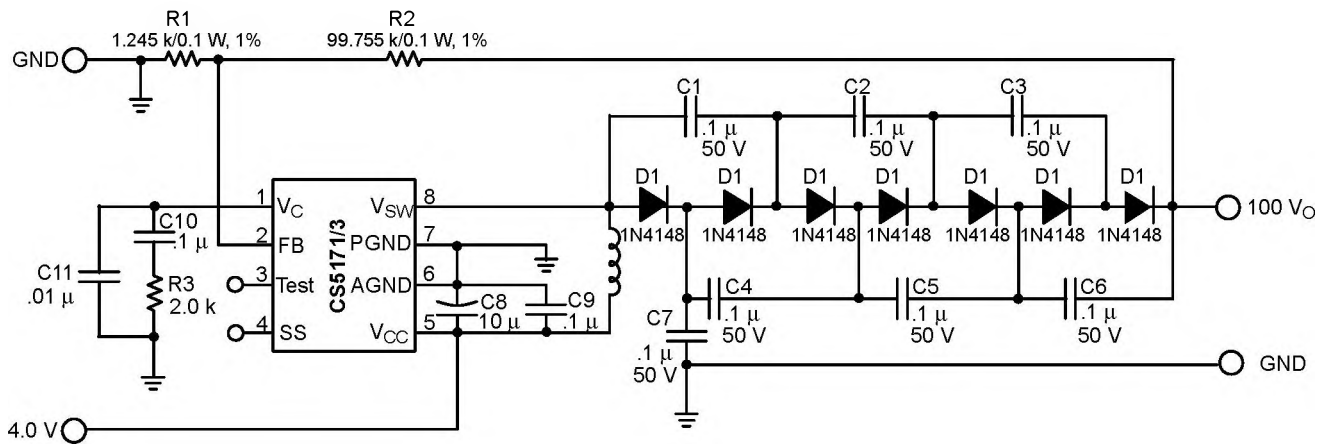 R1
1.245 k/0.1 W, 1%
R2
99.755 k/0.1 W, 1%
GND
C1
.1 μ
50 V
C2
.1 μ
50 V
C3
.1 μ
50 V
D1
1N4148
D1
1N4148
D1
1N4148
D1
1N4148
D1
1N4148
D1
1N4148
D1
1N4148
100 VO
1
VC
2
FB
3
Test
4
SS
CS5171/3
VSW
8
PGND
7
AGND
6
VCC
5
C10
.1 μ
C11
.01 μ
R3
2.0 k
C8
10 μ
C9
.1 μ
C4
.1 μ
50 V
C5
.1 μ
50 V
C6
.1 μ
50 V
C7
.1 μ
50 V
GND
4.0 V